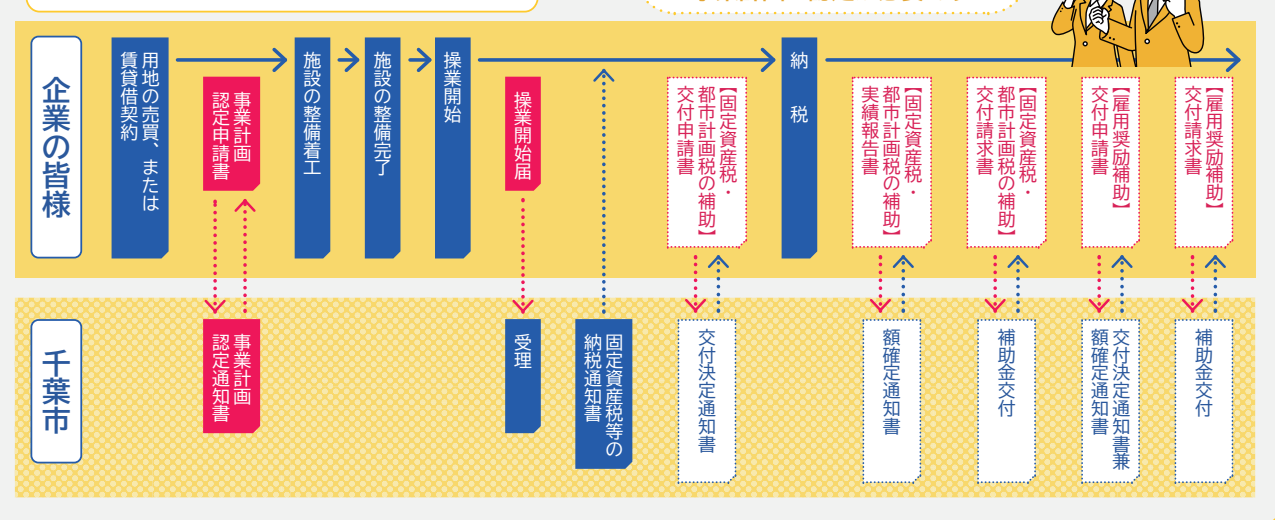 企業の皆様
用地の売買、または
賃貸借契約
事業計画
認定申請書
施設の整備着工
施設の整備完了
操業開始
操業開始届
【固定資産税・
都市計画税の補助】
交付申請書
納税
【固定資産税・
都市計画税の補助】
実績報告書
【固定資産税・
都市計画税の補助】
交付請求書
【雇用奨励補助】
交付申請書
【雇用奨励補助】
交付請求書
千葉市
事業計画
認定通知書
受理
固定資産税等の
納税通知書
交付決定通知書
額確定通知書
補助金交付
交付決定通知書兼
額確定通知書
補助金交付